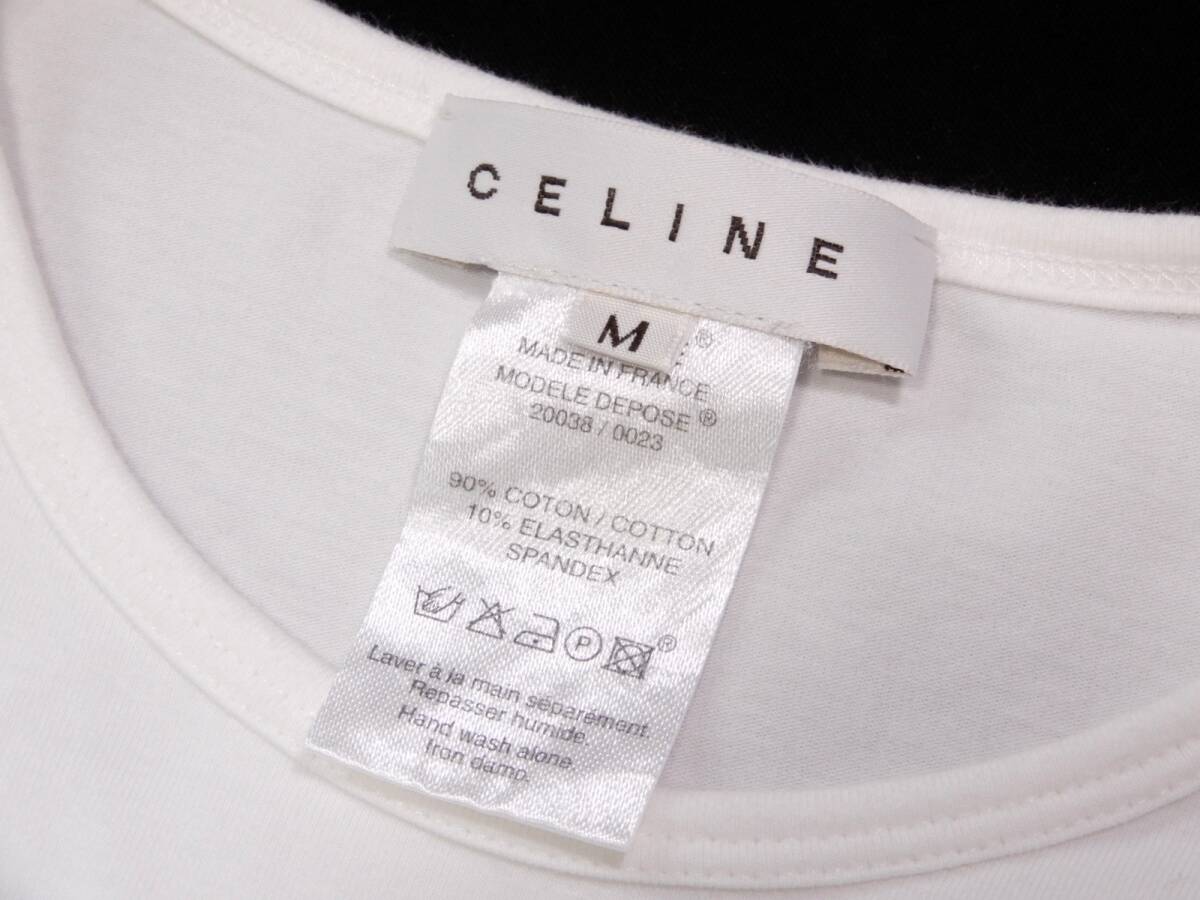 CELINE
M
®
MADE IN FRANCE
MODELE DEPOSE ®
20038 / 0023
90% COTON / COTTON
10% ELASTHANNE
SPANDEX
P ®
Laver à la main séparement.
Repasser humide.
Hand wash alone.
Iron damp.